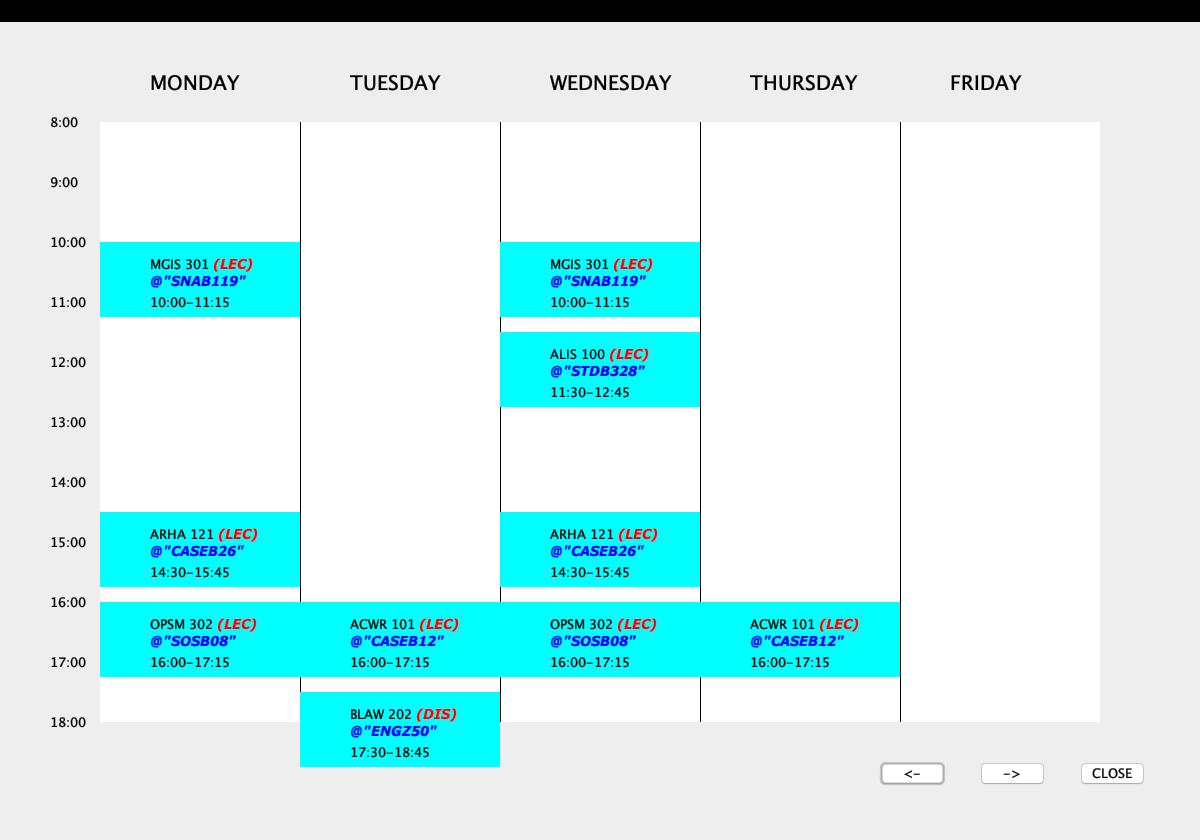 MONDAY TUESDAY WEDNESDAY THURSDAY FRIDAY
8:00
9:00
10:00
MGIS 301 (LEC) MGIS 301 (LEC)
@"SNAB119" @"SNAB119"
11:00 10:00-11:15 10:00-11:15
ALIS 100 (LEC)
12:00 @"STDB328"
11:30-12:45
13:00
14:00
ARHA 121 (LEC) ARHA 121 (LEC)
15:00 @"CASEB26" @"CASEB26"
14:30-15:45 14:30-15:45
16:00
OPSM 302 (LEC) ACWR 101 (LEC) OPSM 302 (LEC) ACWR 101 (LEC)
@"SOSB08" @"CASEB12" @"SOSB08" @"CASEB12"
17:00 16:00-17:15 16:00-17:15 16:00-17:15 16:00-17:15
BLAW 202 (DIS)
18:00 @"ENGZ50"
17:30-18:45
<- -> CLOSE